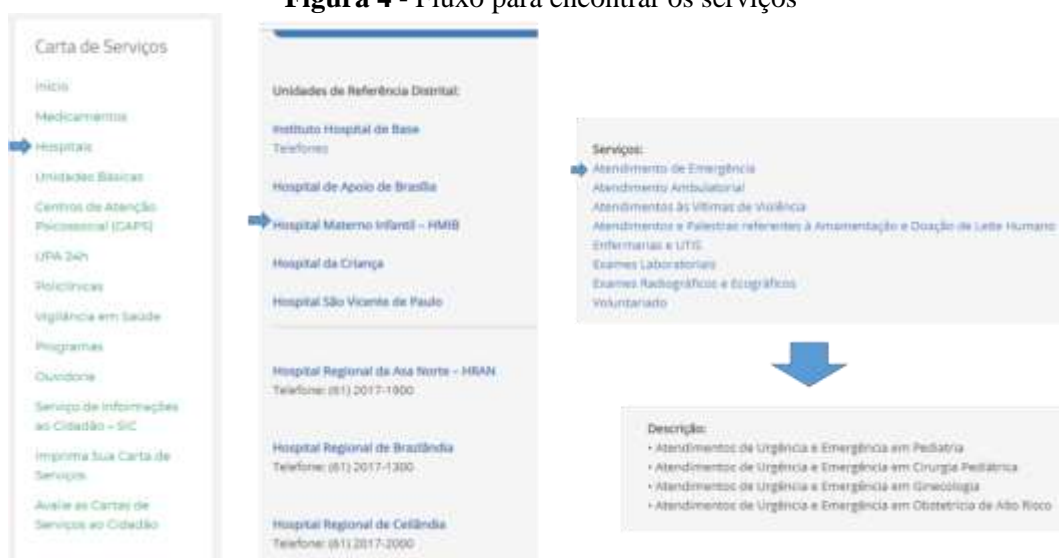 Figura 4 - Fluxo para encontrar os serviços
Carta de Serviços
Início
Medicamentos
Hospitais
Unidades Básicas
Centros de Atenção
Psicossocial (CAPS)
UPA 24h
Policlínicas
Vigilância em Saúde
Programas
Ouvidoria
Serviço de Informações
ao Cidadão – SIC
Imprima Sua Carta de
Serviços
Avalie as Cartas de
Serviços ao Cidadão
Unidades de Referência Distrital:
Instituto Hospital de Base
Telefones
Hospital de Apoio de Brasília
Hospital Materno Infantil – HMIB
Hospital da Criança
Hospital São Vicente de Paulo
Hospital Regional da Asa Norte – HRAN
Telefone: (61) 2017-1900
Hospital Regional de Brazlândia
Telefone: (61) 2017-1300
Hospital Regional de Ceilândia
Telefone: (61) 2017-2000
Serviços:
Atendimento de Emergência
Atendimento Ambulatorial
Atendimentos às Vítimas de Violência
Atendimentos e Palestras referentes à Amamentação e Doação de Leite Humano
Enfermarias e UTIS
Exames Laboratoriais
Exames Radiográficos e Ecográficos
Voluntariado
Descrição:
• Atendimentos de Urgência e Emergência em Pediatria
• Atendimentos de Urgência e Emergência em Cirurgia Pediátrica
• Atendimentos de Urgência e Emergência em Ginecologia
• Atendimentos de Urgência e Emergência em Obstetrícia de Alto Risco